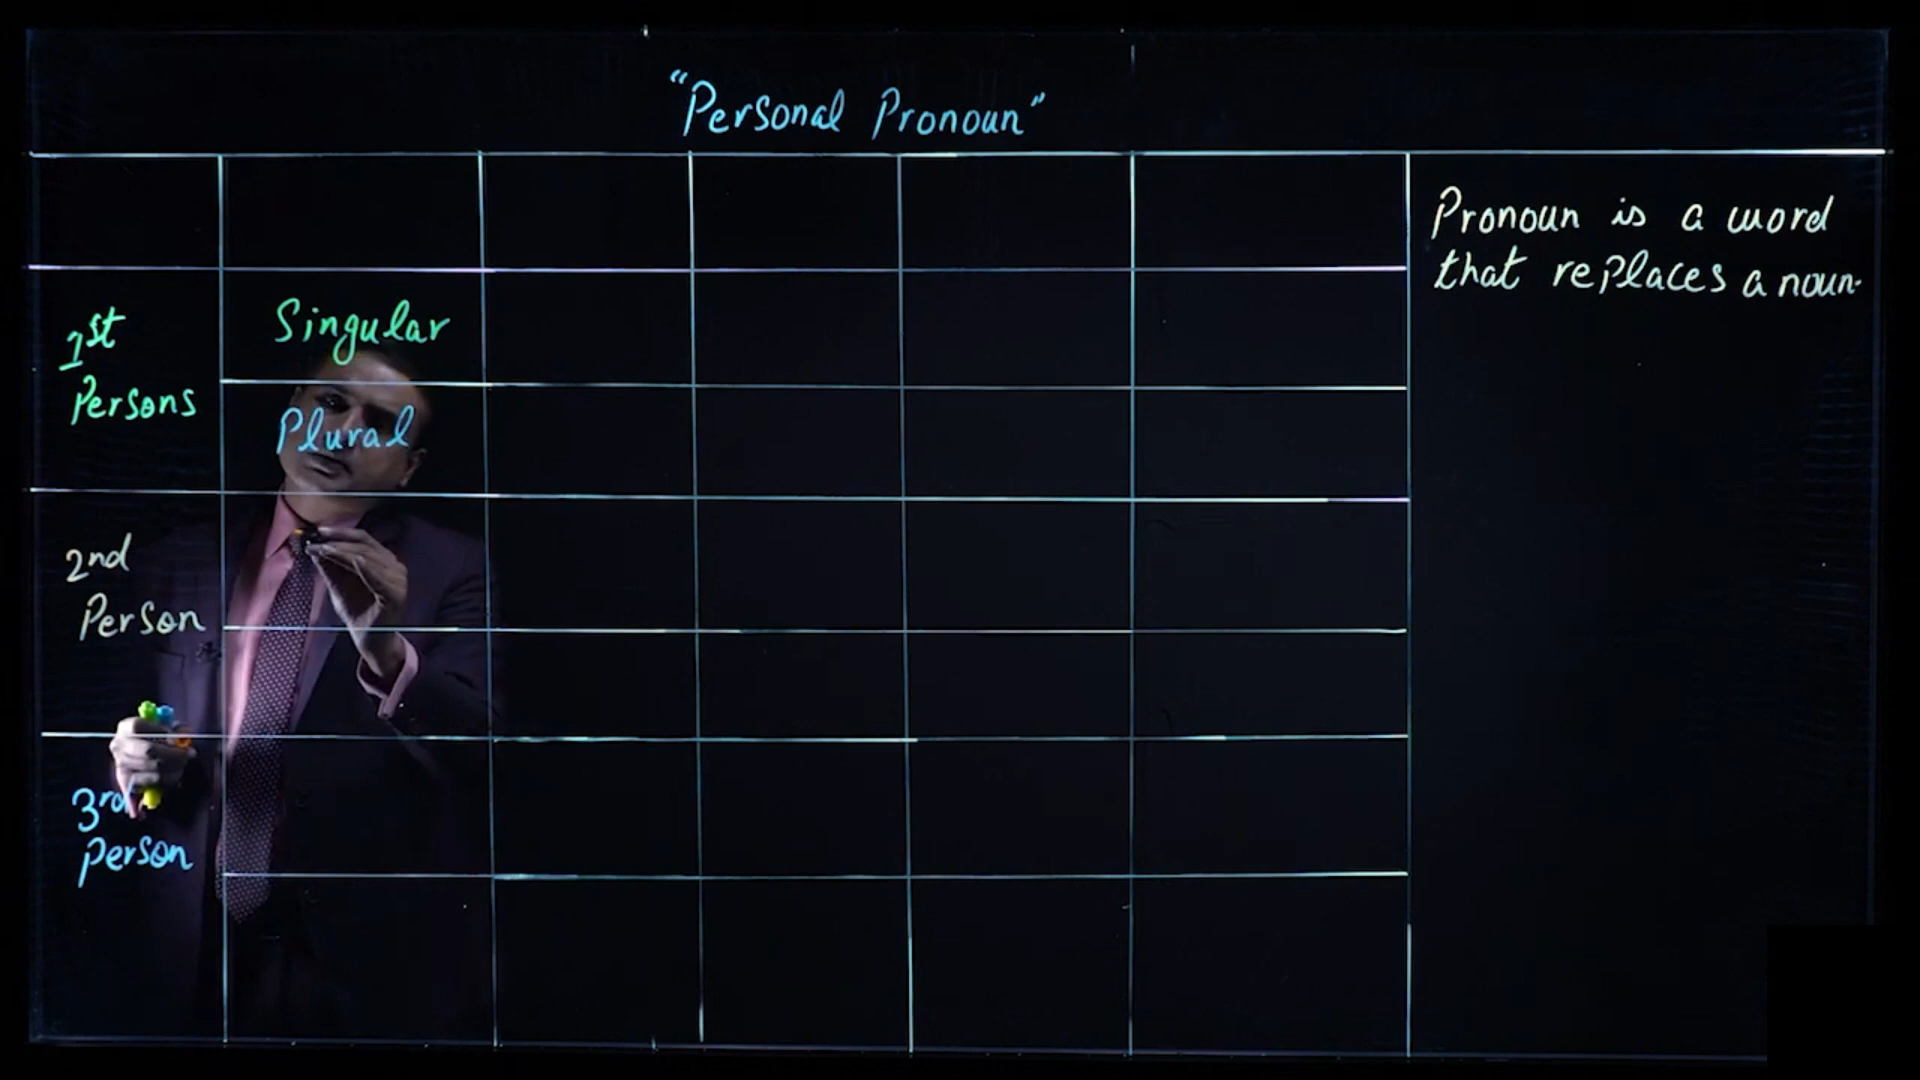 "Personal Pronoun"
Pronoun is a word
that replaces a noun.
1st
Persons
Singular
Plural
2nd
Person
3rd
Person